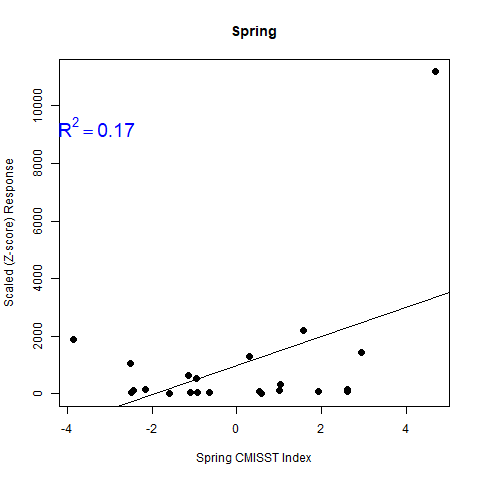 Spring
R² = 0.17
Scaled (Z-score) Response
10000
8000
6000
4000
2000
0
-4 -2 0 2 4
Spring CMISST Index